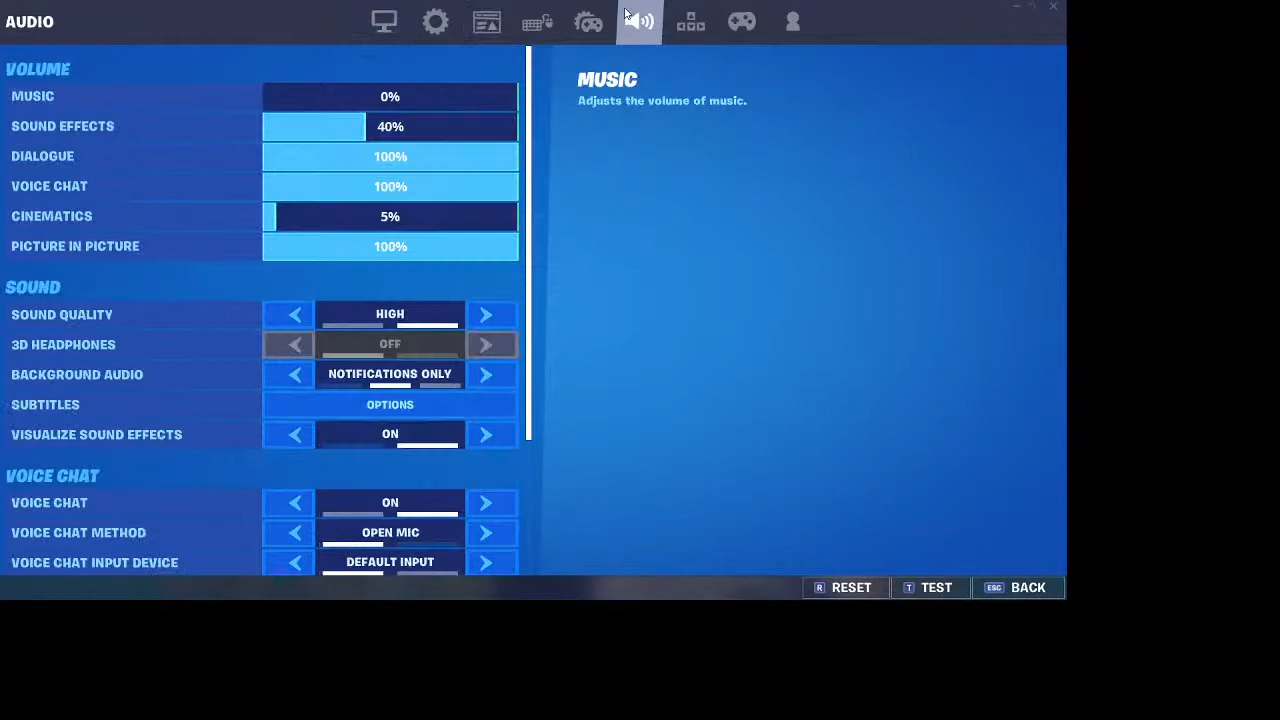 AUDIO
VOLUME
MUSIC 0%
SOUND EFFECTS 40%
DIALOGUE 100%
VOICE CHAT 100%
CINEMATICS 5%
PICTURE IN PICTURE 100%
SOUND
SOUND QUALITY HIGH
3D HEADPHONES OFF
BACKGROUND AUDIO NOTIFICATIONS ONLY
SUBTITLES OPTIONS
VISUALIZE SOUND EFFECTS ON
VOICE CHAT
VOICE CHAT ON
VOICE CHAT METHOD OPEN MIC
VOICE CHAT INPUT DEVICE DEFAULT INPUT
MUSIC
Adjusts the volume of music.
R RESET T TEST ESC BACK